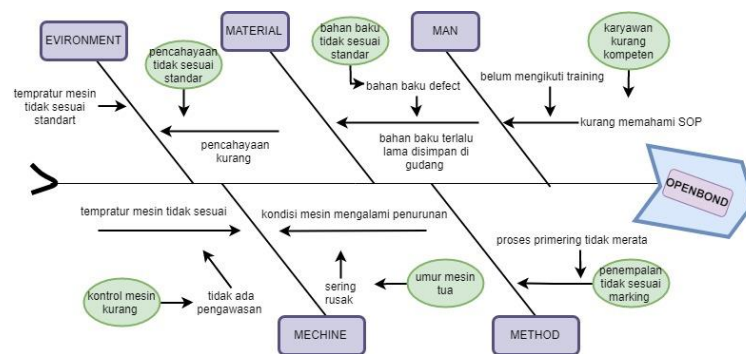 EVIRONMENT
MATERIAL
MAN
pencahayaan
tidak sesuai
standar
bahan baku
tidak sesuai
standar
karyawan
kurang
kompeten
tempratur mesin
tidak sesuai
standart
bahan baku defect
belum mengikuti training
pencahayaan
kurang
bahan baku terlalu
lama disimpan di
gudang
kurang memahami SOP
OPENBOND
tempratur mesin tidak sesuai
kondisi mesin mengalami penurunan
proses primering tidak merata
kontrol mesin
kurang
tidak ada
pengawasan
sering
rusak
umur mesin
tua
penempalan
tidak sesuai
marking
MECHINE
METHOD